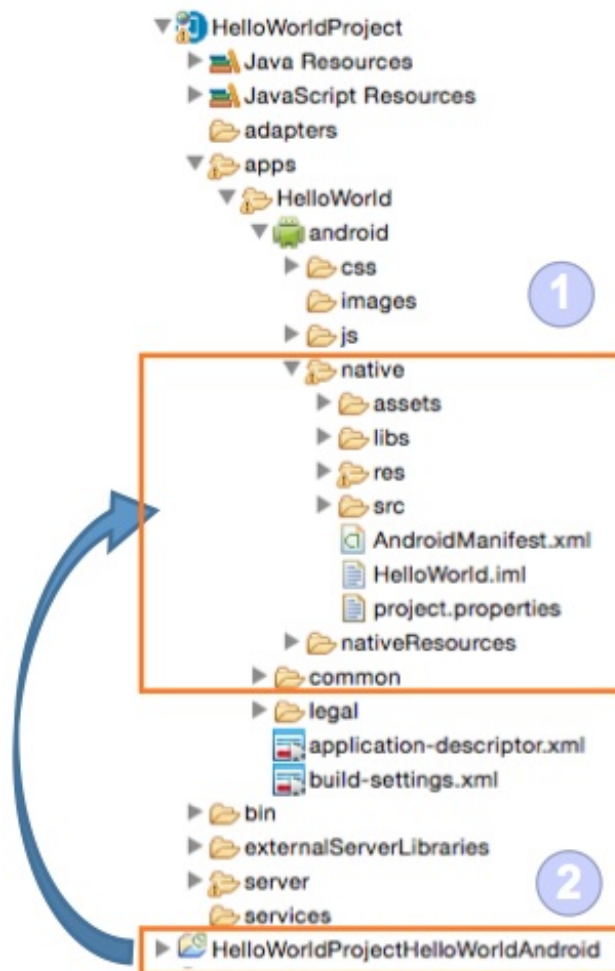 HelloWorldProject
Java Resources
JavaScript Resources
adapters
apps
HelloWorld
android
css
images
1
js
native
assets
libs
res
src
AndroidManifest.xml
HelloWorld.iml
project.properties
nativeResources
common
legal
application-descriptor.xml
build-settings.xml
bin
externalServerLibraries
server
2
services
HelloWorldProjectHelloWorldAndroid